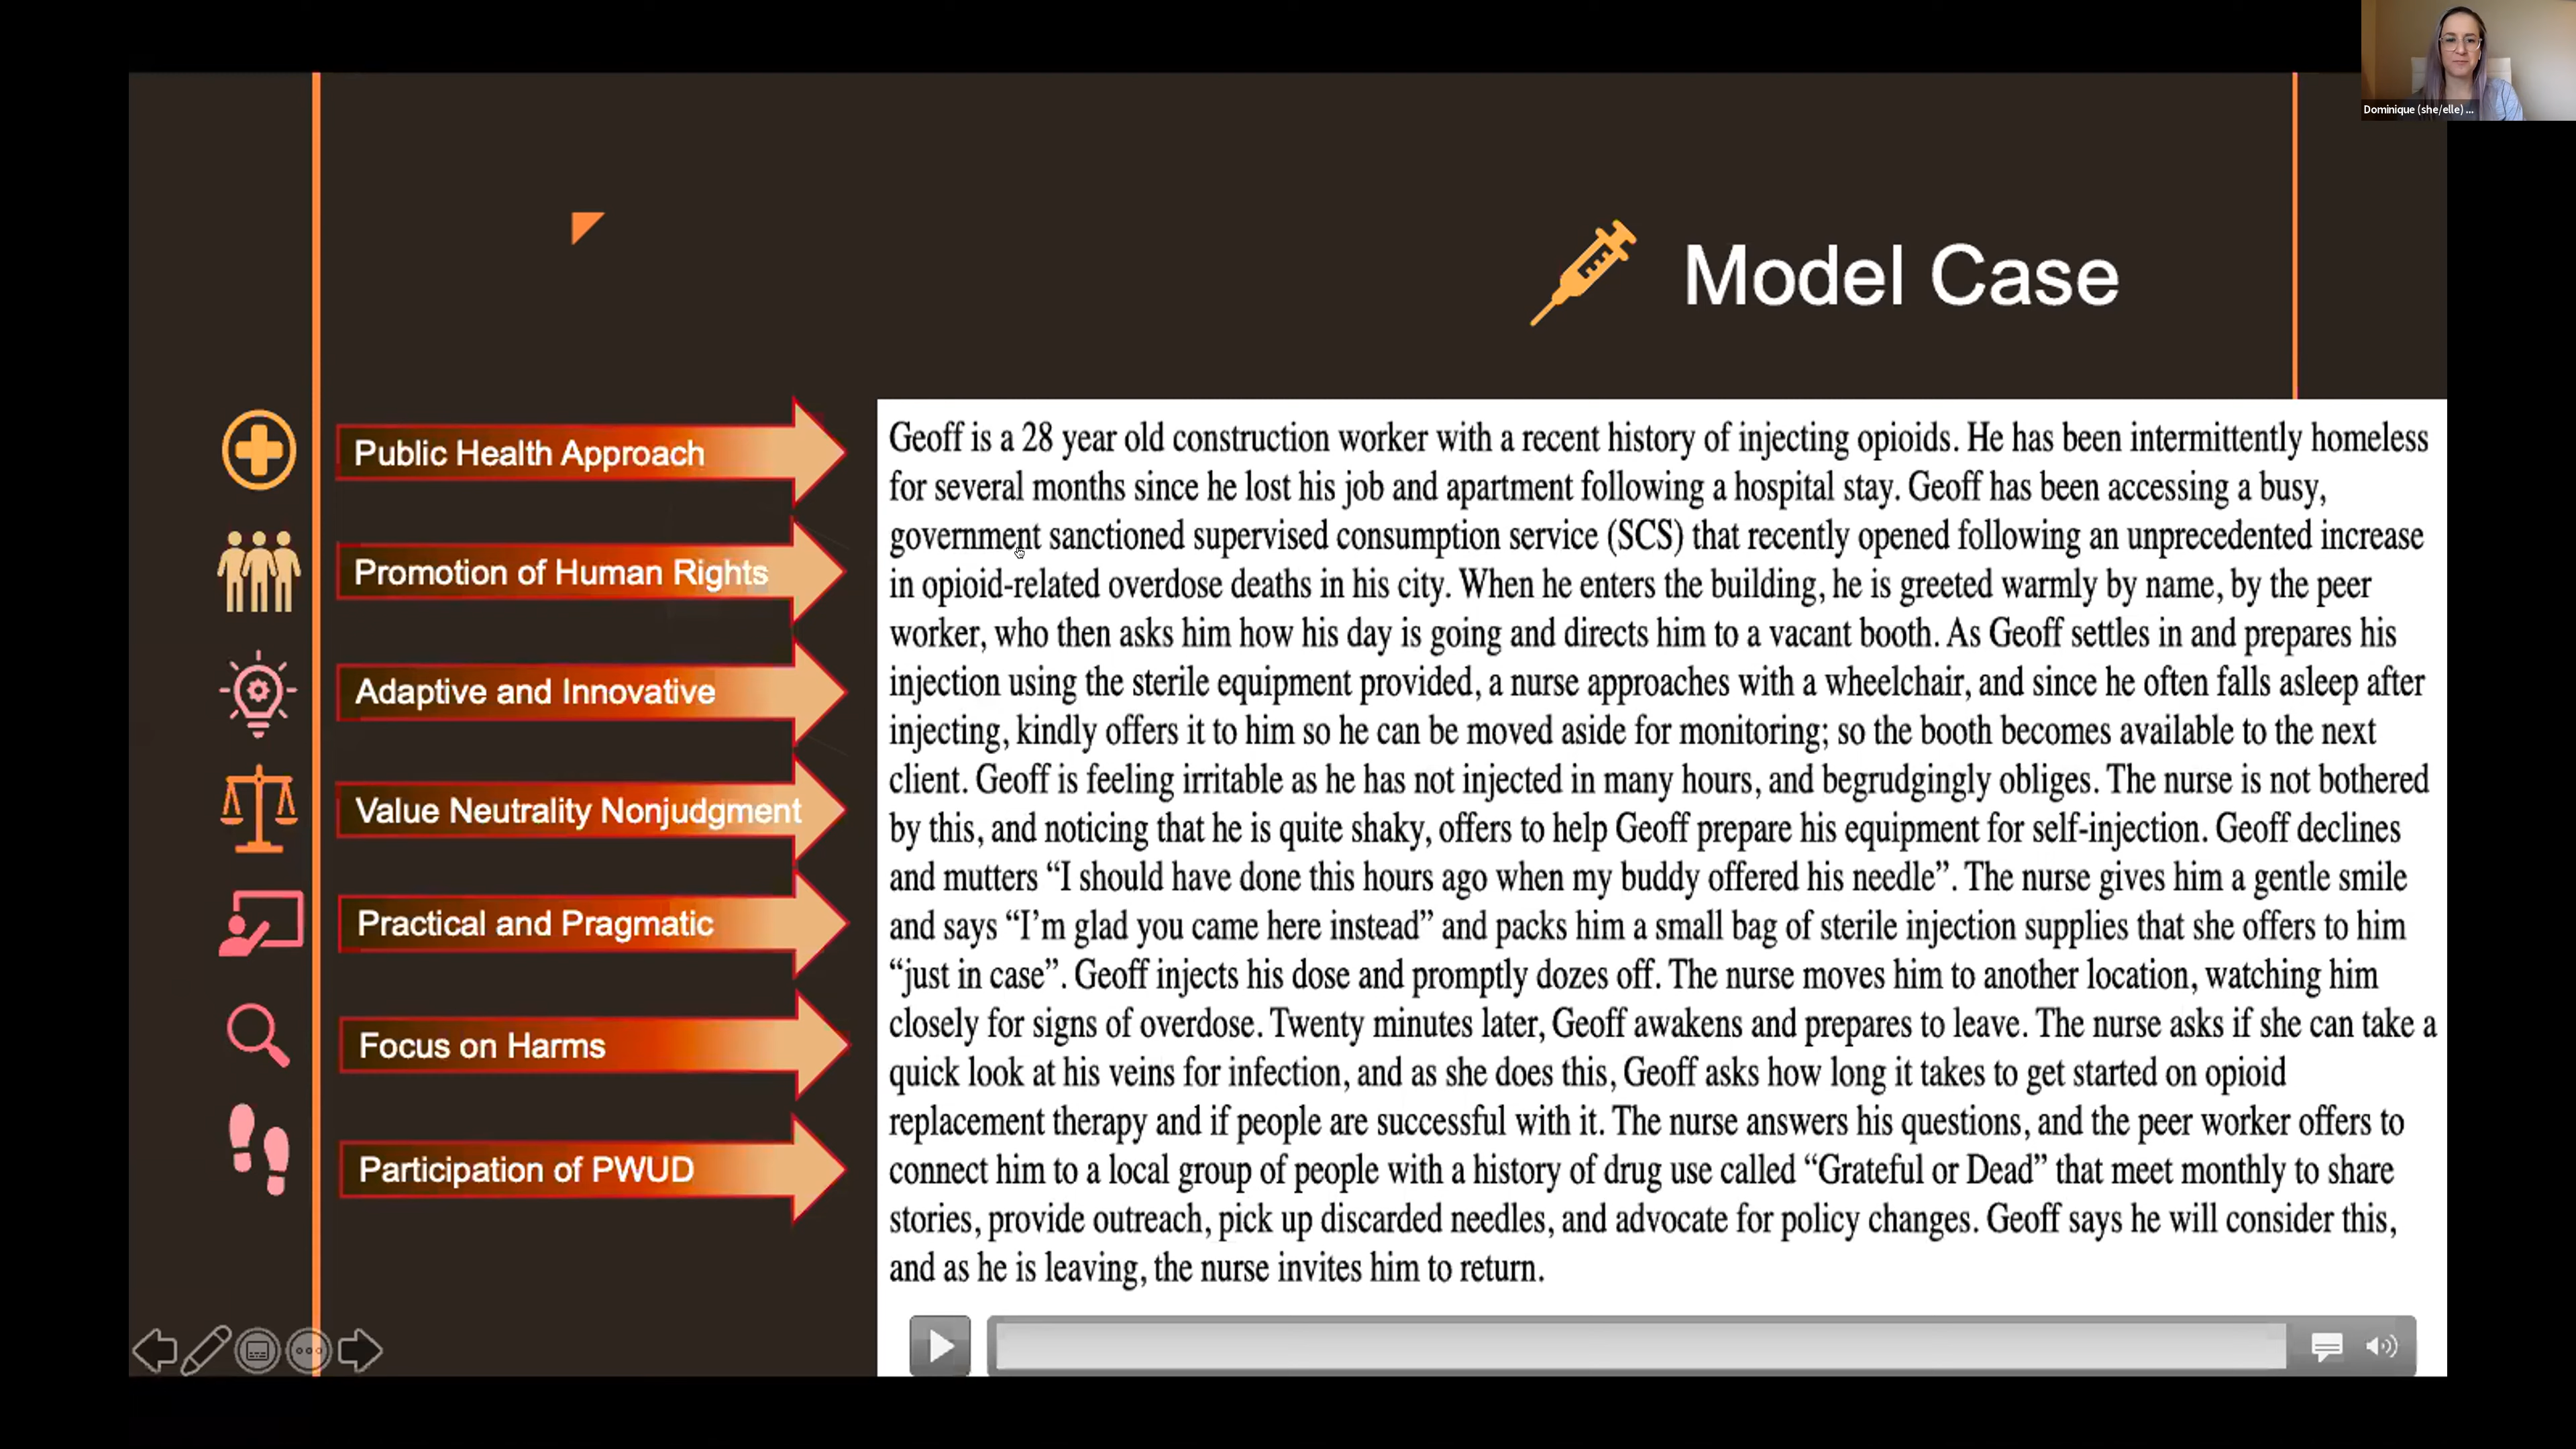 Dominique (she/elle) ...
Model Case
Public Health Approach
Promotion of Human Rights
Adaptive and Innovative
Value Neutrality Nonjudgment
Practical and Pragmatic
Focus on Harms
Participation of PWUD
Geoff is a 28 year old construction worker with a recent history of injecting opioids. He has been intermittently homeless
for several months since he lost his job and apartment following a hospital stay. Geoff has been accessing a busy,
government sanctioned supervised consumption service (SCS) that recently opened following an unprecedented increase
in opioid-related overdose deaths in his city. When he enters the building, he is greeted warmly by name, by the peer
worker, who then asks him how his day is going and directs him to a vacant booth. As Geoff settles in and prepares his
injection using the sterile equipment provided, a nurse approaches with a wheelchair, and since he often falls asleep after
injecting, kindly offers it to him so he can be moved aside for monitoring; so the booth becomes available to the next
client. Geoff is feeling irritable as he has not injected in many hours, and begrudgingly obliges. The nurse is not bothered
by this, and noticing that he is quite shaky, offers to help Geoff prepare his equipment for self-injection. Geoff declines
and mutters “I should have done this hours ago when my buddy offered his needle”. The nurse gives him a gentle smile
and says “I’m glad you came here instead” and packs him a small bag of sterile injection supplies that she offers to him
“just in case”. Geoff injects his dose and promptly dozes off. The nurse moves him to another location, watching him
closely for signs of overdose. Twenty minutes later, Geoff awakens and prepares to leave. The nurse asks if she can take a
quick look at his veins for infection, and as she does this, Geoff asks how long it takes to get started on opioid
replacement therapy and if people are successful with it. The nurse answers his questions, and the peer worker offers to
connect him to a local group of people with a history of drug use called “Grateful or Dead” that meet monthly to share
stories, provide outreach, pick up discarded needles, and advocate for policy changes. Geoff says he will consider this,
and as he is leaving, the nurse invites him to return.